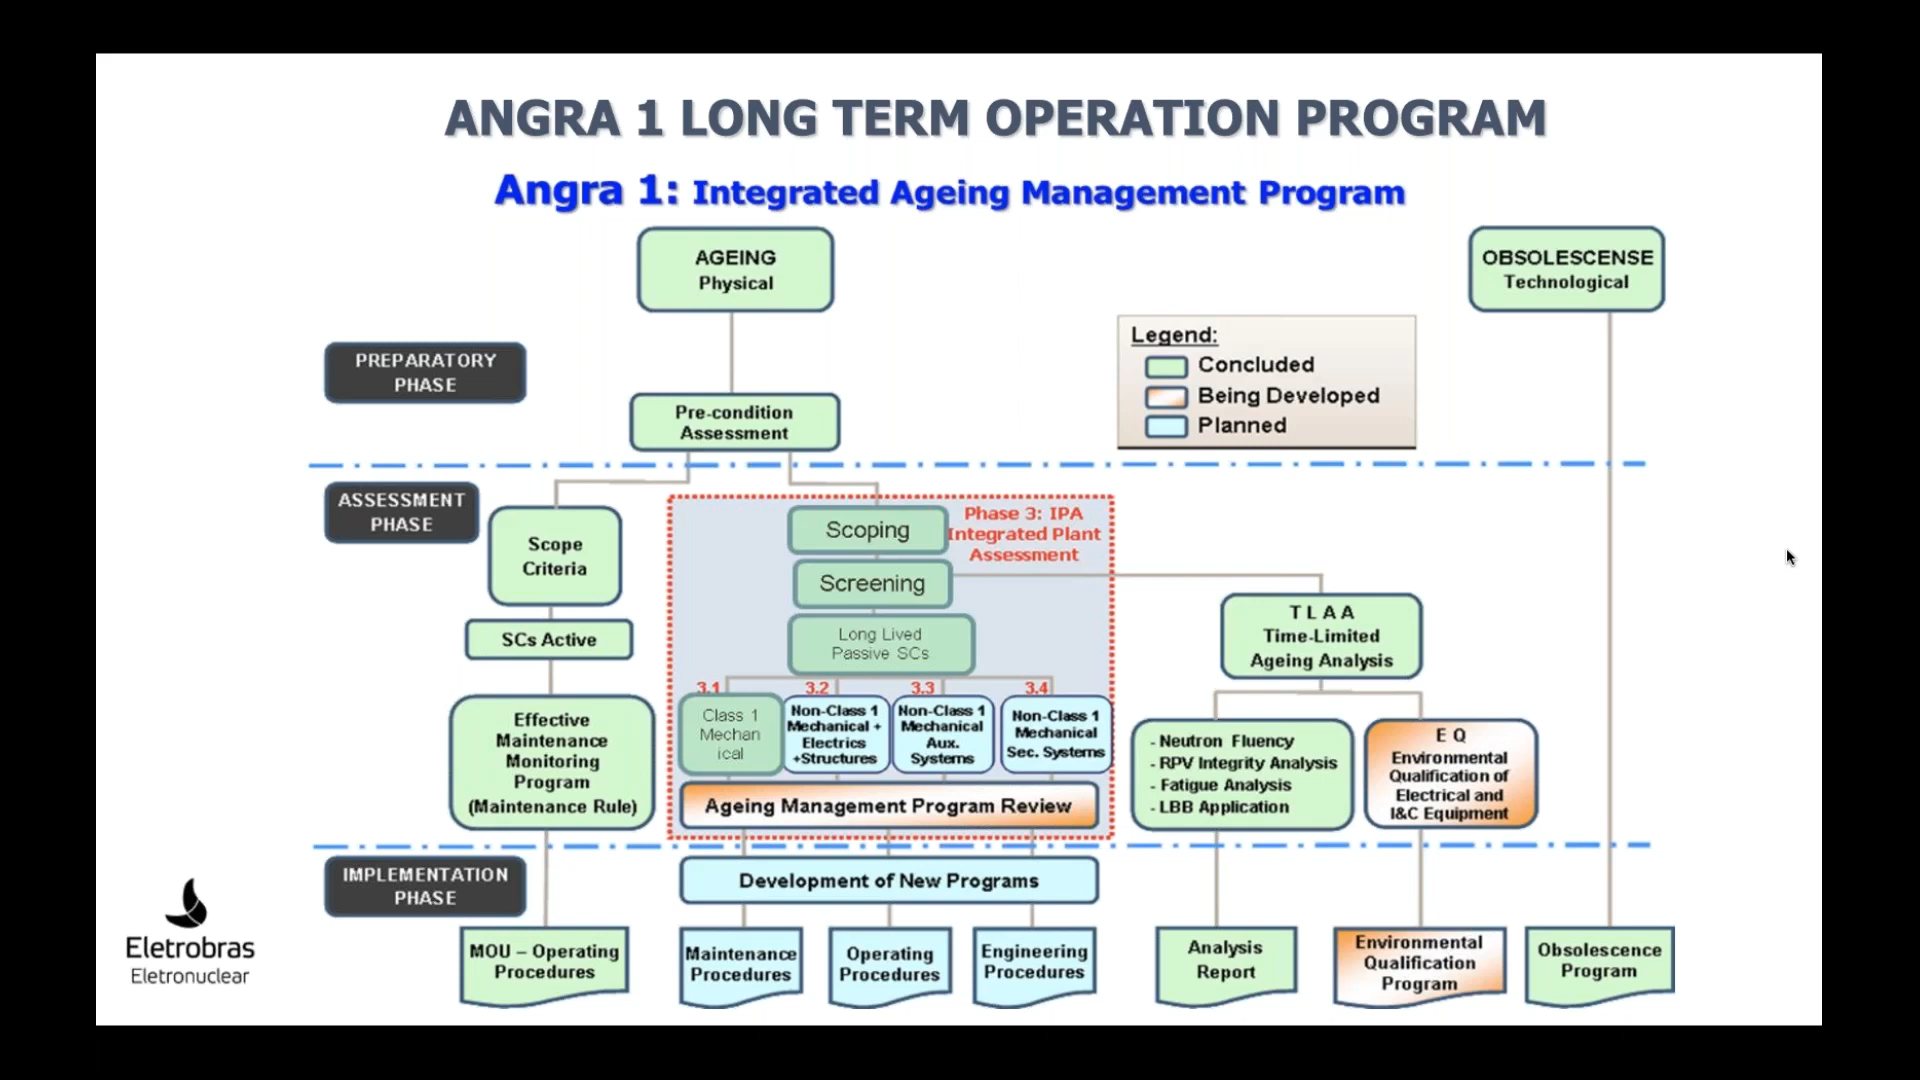 ANGRA 1 LONG TERM OPERATION PROGRAM
Angra 1: Integrated Ageing Management Program
AGEING
Physical
OBSOLESCENSE
Technological
Legend:
Concluded
Being Developed
Planned
PREPARATORY
PHASE
Pre-condition
Assessment
ASSESSMENT
PHASE
Scope
Criteria
SCs Active
Effective
Maintenance
Monitoring
Program
(Maintenance Rule)
Scoping
Phase 3: IPA
Integrated Plant
Assessment
Screening
Long Lived
Passive SCs
3.1
3.2
3.3
3.4
Class 1
Mechan
ical
Non-Class 1
Mechanical +
Electrics
+Structures
Non-Class 1
Mechanical
Aux.
Systems
Non-Class 1
Mechanical
Sec. Systems
Ageing Management Program Review
T L A A
Time-Limited
Ageing Analysis
- Neutron Fluency
- RPV Integrity Analysis
- Fatigue Analysis
- LBB Application
E Q
Environmental
Qualification of
Electrical and
I&C Equipment
IMPLEMENTATION
PHASE
Development of New Programs
MOU – Operating
Procedures
Maintenance
Procedures
Operating
Procedures
Engineering
Procedures
Analysis
Report
Environmental
Qualification
Program
Obsolescence
Program
Eletrobras
Eletronuclear